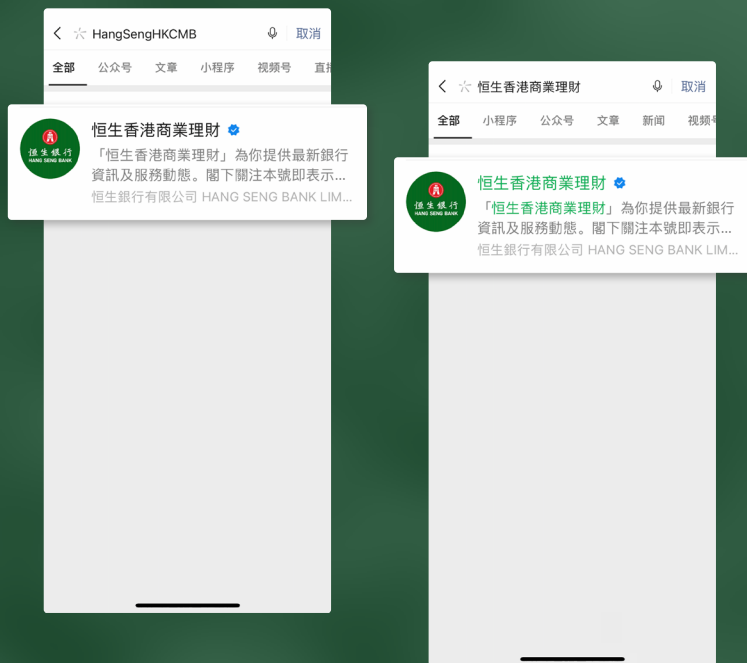 HangSengHKCMB
取消
全部 公众号 文章 小程序 视频号
恒生銀行
HANG SENG BANK
恒生香港商業理財
「恒生香港商業理財」為你提供最新銀行
資訊及服務動態。閣下關注本號即表示...
恒生銀行有限公司 HANG SENG BANK LIM...
恒生香港商業理財
取消
全部 小程序 公众号 文章 新闻 视频号
恒生銀行
HANG SENG BANK
恒生香港商業理財
「恒生香港商業理財」為你提供最新銀行
資訊及服務動態。閣下關注本號即表示...
恒生銀行有限公司 HANG SENG BANK LIM...